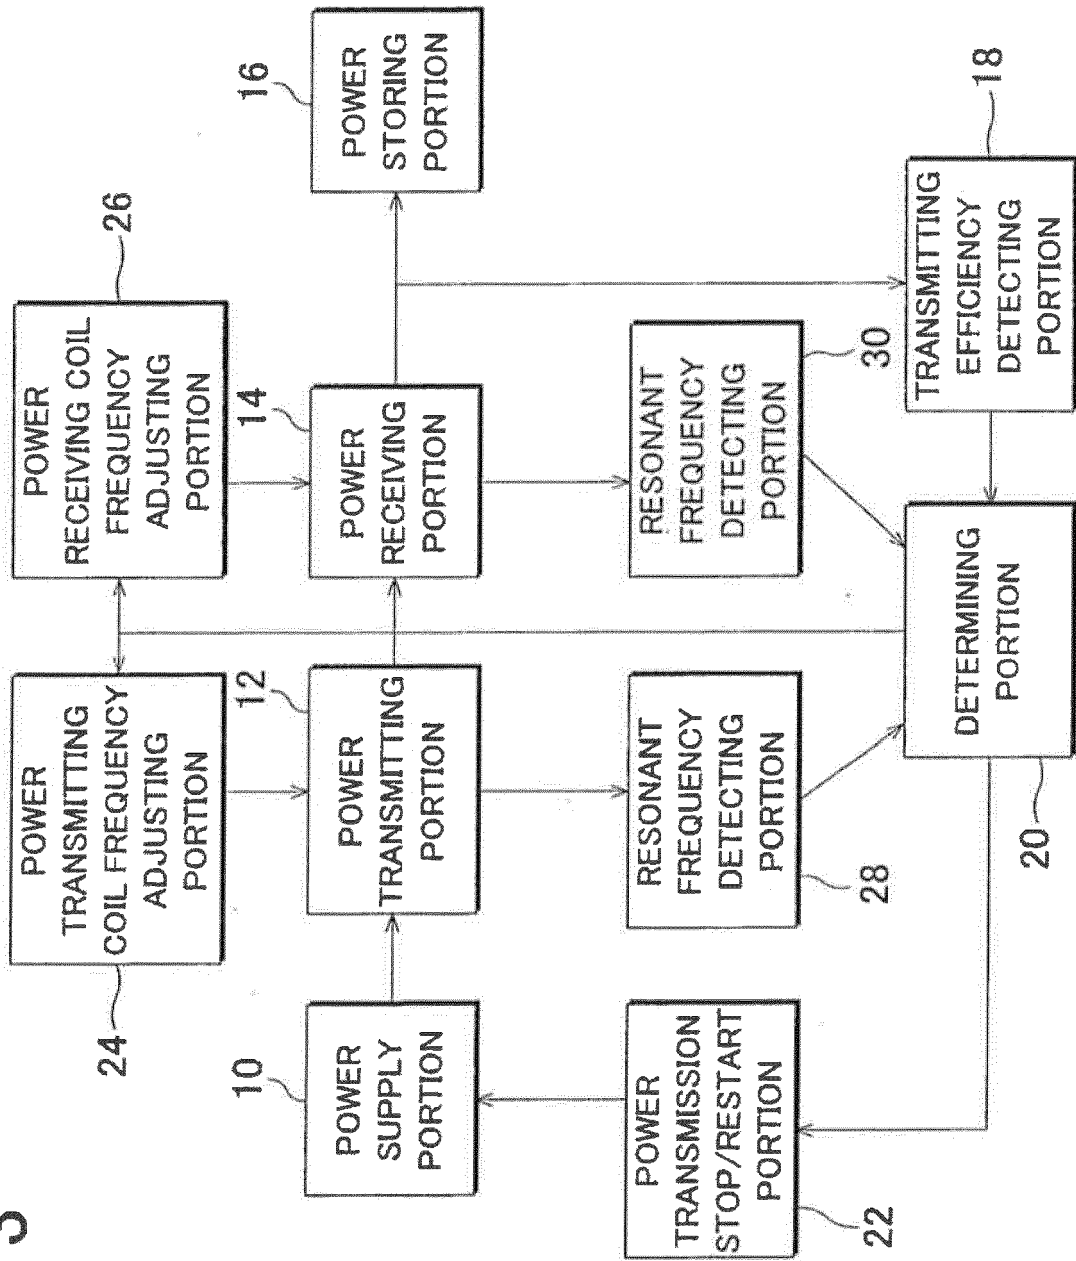 24
POWER
TRANSMITTING
COIL FREQUENCY
ADJUSTING
PORTION
POWER
RECEIVING COIL
FREQUENCY
ADJUSTING
PORTION
26
10
POWER
SUPPLY
PORTION
12
POWER
TRANSMITTING
PORTION
14
POWER
RECEIVING
PORTION
16
POWER
STORING
PORTION
POWER
TRANSMISSION
STOP/RESTART
PORTION
22
RESONANT
FREQUENCY
DETECTING
PORTION
28
RESONANT
FREQUENCY
DETECTING
PORTION
30
DETERMINING
PORTION
20
TRANSMITTING
EFFICIENCY
DETECTING
PORTION
18